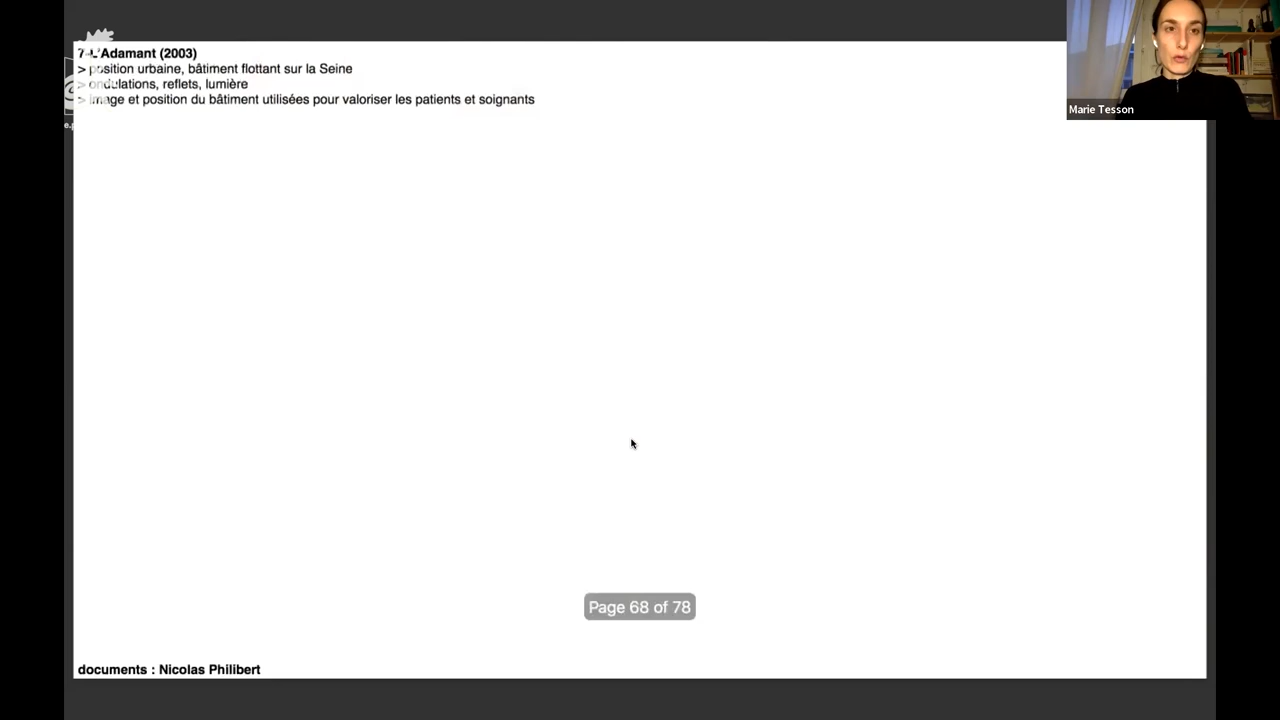 7-L'Adamant (2003)
> position urbaine, bâtiment flottant sur la Seine
> ondulations, reflets, lumière
> image et position du bâtiment utilisées pour valoriser les patients et soignants
Marie Tesson
Page 68 of 78
documents : Nicolas Philibert